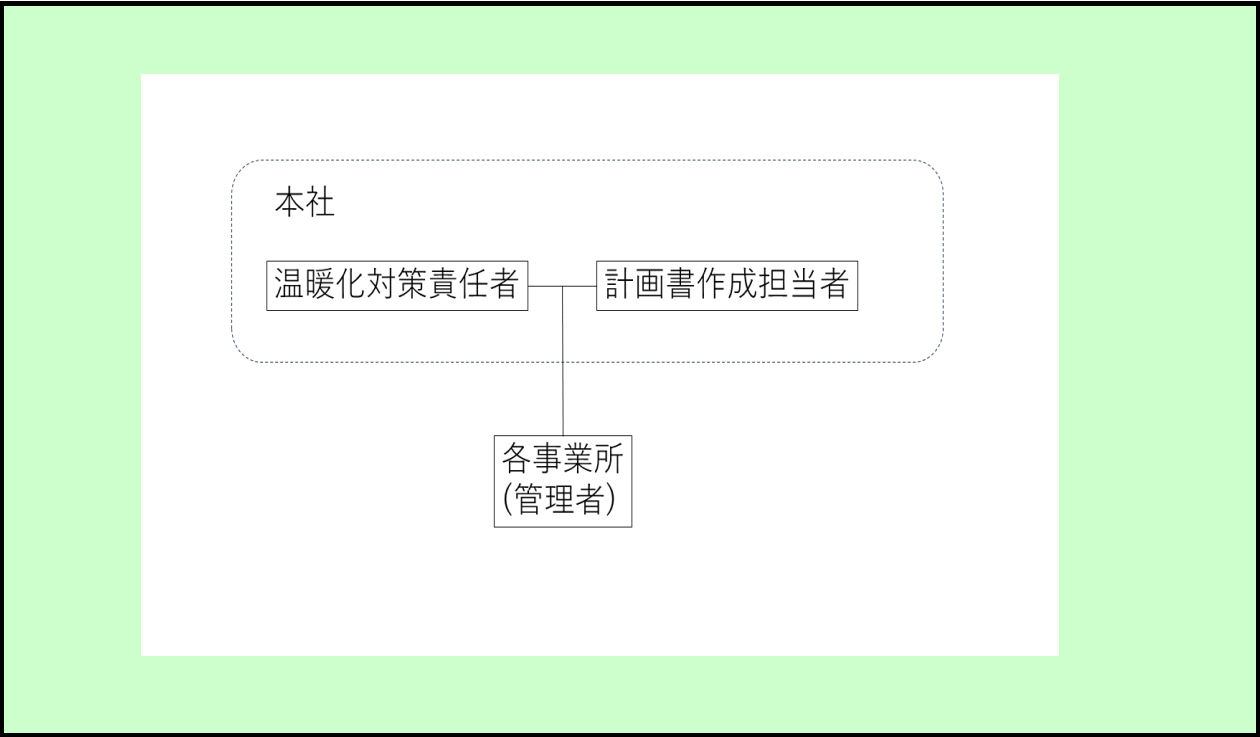 本社
温暖化対策責任者
計画書作成担当者
各事業所
(管理者)